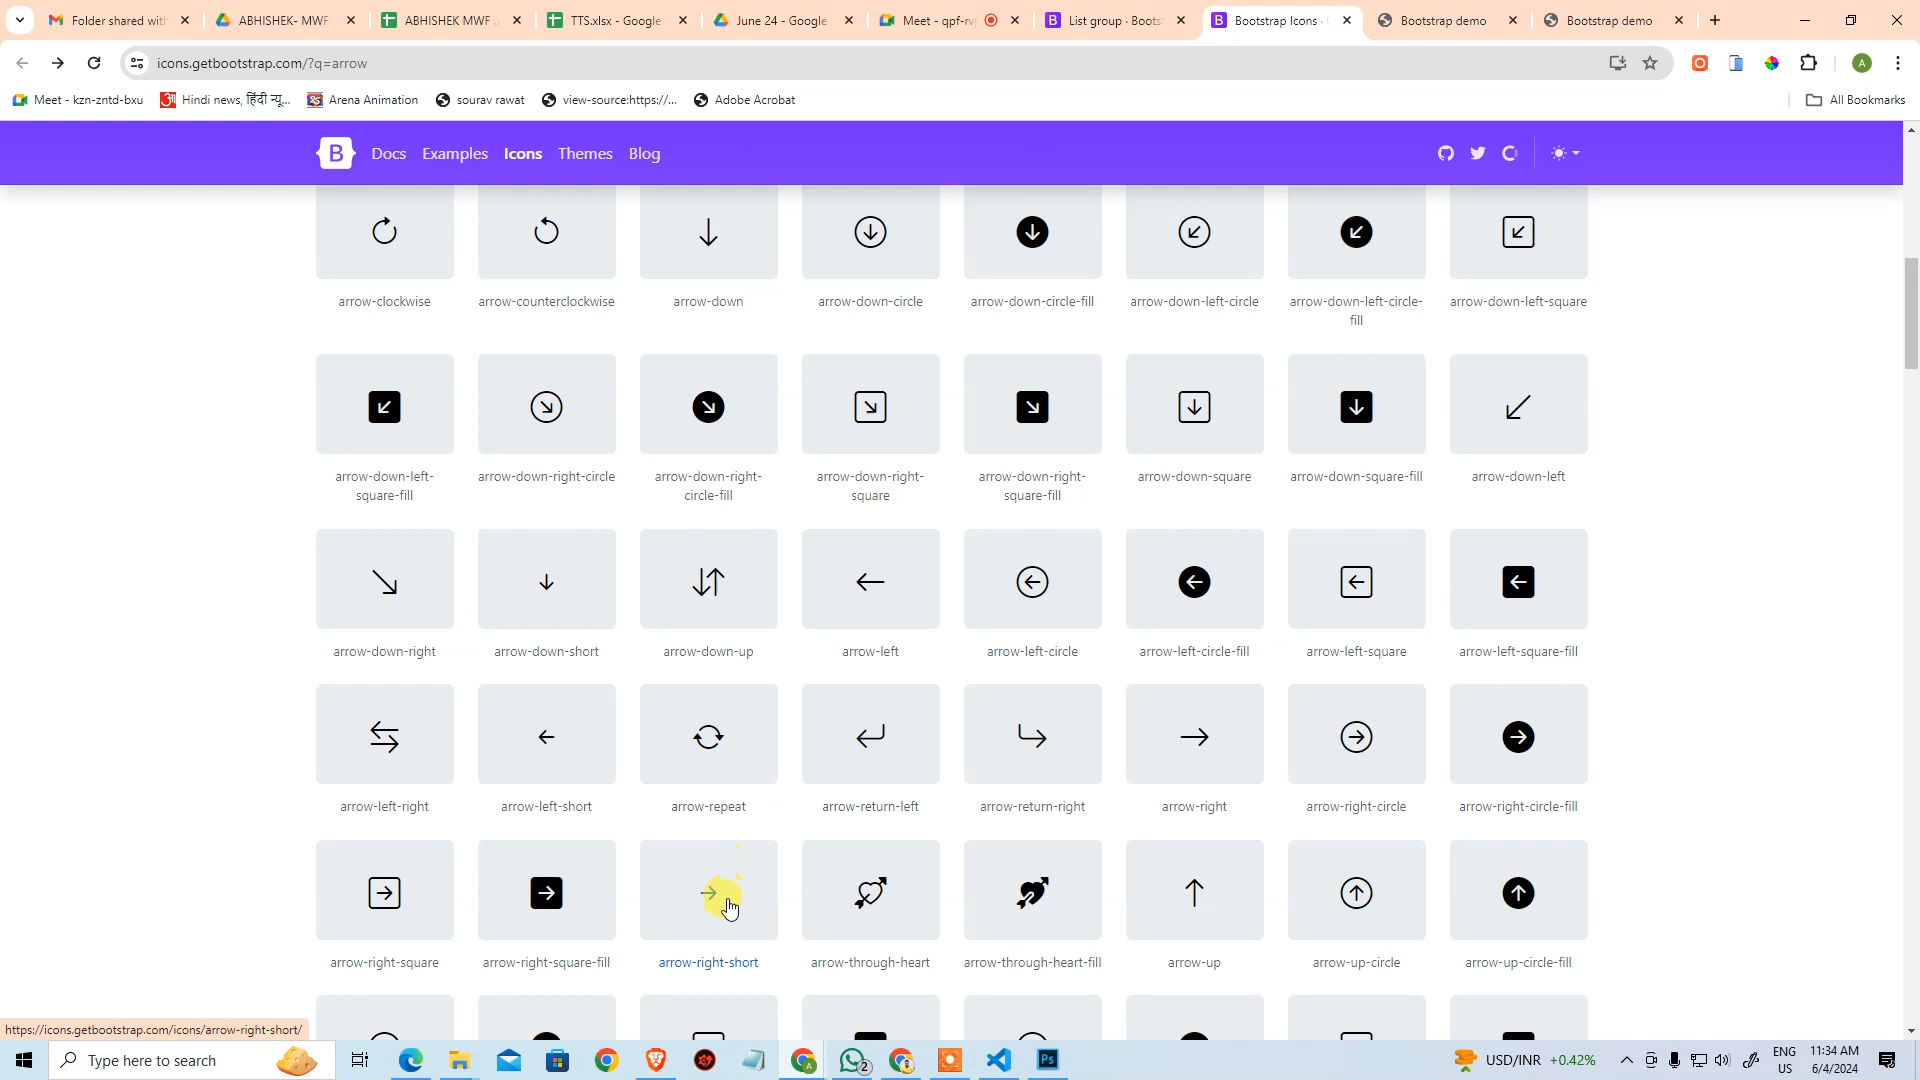 Folder shared with
ABHISHEK- MWF
ABHISHEK MWF
TTS.xlsx - Google
June 24 - Google
Meet - qpf-rv
List group · Boots
Bootstrap Icons ·
Bootstrap demo
Bootstrap demo
icons.getbootstrap.com/?q=arrow
A
Meet - kzn-zntd-bxu
Hindi news, हिंदी न्यू...
Arena Animation
sourav rawat
view-source:https://...
Adobe Acrobat
All Bookmarks
B
Docs
Examples
Icons
Themes
Blog
arrow-clockwise
arrow-counterclockwise
arrow-down
arrow-down-circle
arrow-down-circle-fill
arrow-down-left-circle
arrow-down-left-circle-
fill
arrow-down-left-square
arrow-down-left-
square-fill
arrow-down-right-circle
arrow-down-right-
circle-fill
arrow-down-right-
square
arrow-down-right-
square-fill
arrow-down-square
arrow-down-square-fill
arrow-down-left
arrow-down-right
arrow-down-short
arrow-down-up
arrow-left
arrow-left-circle
arrow-left-circle-fill
arrow-left-square
arrow-left-square-fill
arrow-left-right
arrow-left-short
arrow-repeat
arrow-return-left
arrow-return-right
arrow-right
arrow-right-circle
arrow-right-circle-fill
arrow-right-square
arrow-right-square-fill
arrow-right-short
arrow-through-heart
arrow-through-heart-fill
arrow-up
arrow-up-circle
arrow-up-circle-fill
https://icons.getbootstrap.com/icons/arrow-right-short/
Type here to search
A
2
Ps
USD/INR +0.42%
ENG
US
11:34 AM
6/4/2024